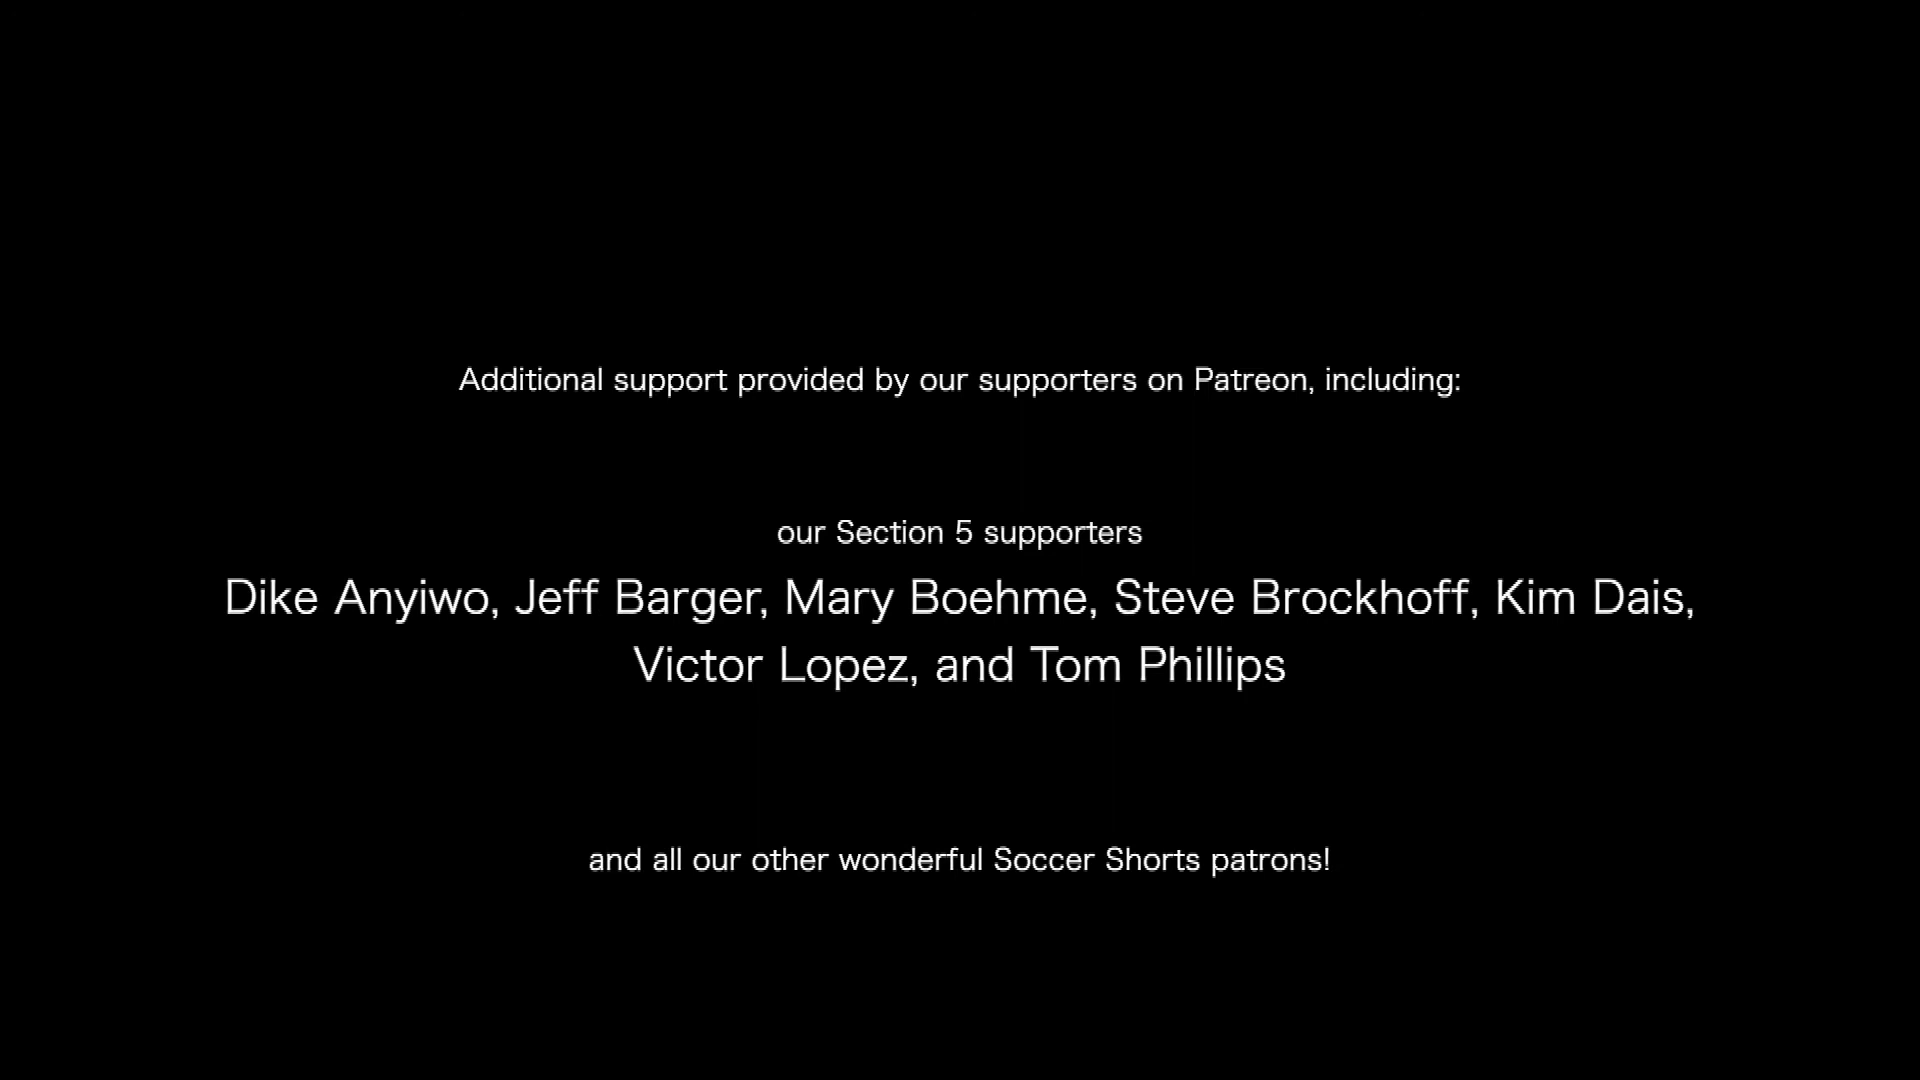 Additional support provided by our supporters on Patreon, including:
our Section 5 supporters
Dike Anyiwo, Jeff Barger, Mary Boehme, Steve Brockhoff, Kim Dais,
Victor Lopez, and Tom Phillips
and all our other wonderful Soccer Shorts patrons!